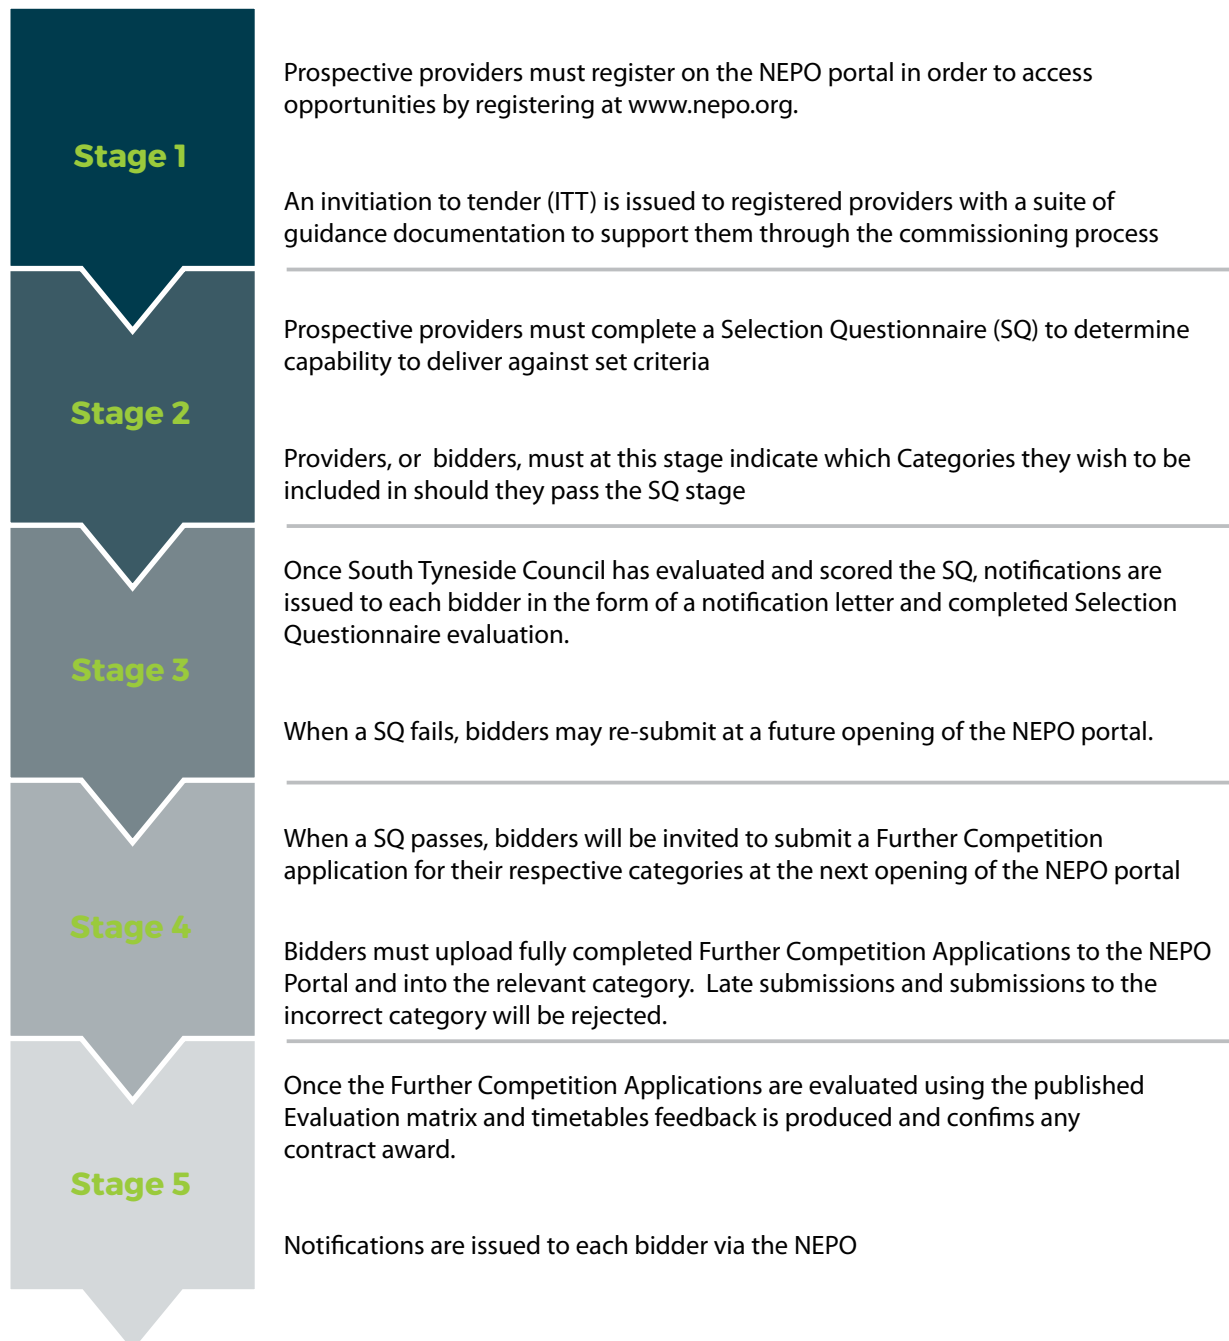 Stage 1
Prospective providers must register on the NEPO portal in order to access
opportunities by registering at www.nepo.org.
An invitiation to tender (ITT) is issued to registered providers with a suite of
guidance documentation to support them through the commissioning process
Stage 2
Prospective providers must complete a Selection Questionnaire (SQ) to determine
capability to deliver against set criteria
Providers, or  bidders, must at this stage indicate which Categories they wish to be
included in should they pass the SQ stage
Stage 3
Once South Tyneside Council has evaluated and scored the SQ, notifications are
issued to each bidder in the form of a notification letter and completed Selection
Questionnaire evaluation.
When a SQ fails, bidders may re-submit at a future opening of the NEPO portal.
Stage 4
When a SQ passes, bidders will be invited to submit a Further Competition
application for their respective categories at the next opening of the NEPO portal
Bidders must upload fully completed Further Competition Applications to the NEPO
Portal and into the relevant category.  Late submissions and submissions to the
incorrect category will be rejected.
Stage 5
Once the Further Competition Applications are evaluated using the published
Evaluation matrix and timetables feedback is produced and confims any
contract award.
Notifications are issued to each bidder via the NEPO